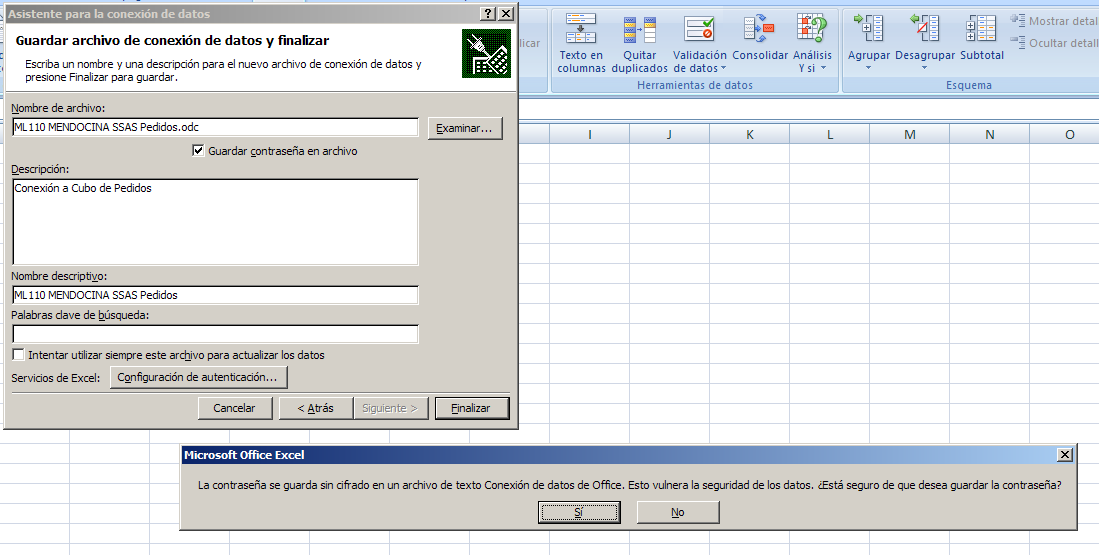 Asistente para la conexión de datos
Guardar archivo de conexión de datos y finalizar
Escriba un nombre y una descripción para el nuevo archivo de conexión de datos y
presione Finalizar para guardar.
Nombre de archivo:
ML110 MENDOCINA SSAS Pedidos.odc
Examinar...
Guardar contraseña en archivo
Descripción:
Conexión a Cubo de Pedidos
Nombre descriptivo:
ML110 MENDOCINA SSAS Pedidos
Palabras clave de búsqueda:
Intentar utilizar siempre este archivo para actualizar los datos
Servicios de Excel:
Configuración de autenticación...
Cancelar
< Atrás
Siguiente >
Finalizar
licar
Texto en
columnas
Quitar
duplicados
Validación
de datos
Consolidar
Análisis
Y si
Herramientas de datos
Agrupar
Desagrupar
Subtotal
Mostrar detal
Ocultar detall
Esquema
I J K L M N O
Microsoft Office Excel
La contraseña se guarda sin cifrado en un archivo de texto Conexión de datos de Office. Esto vulnera la seguridad de los datos. ¿Está seguro de que desea guardar la contraseña?
Sí
No